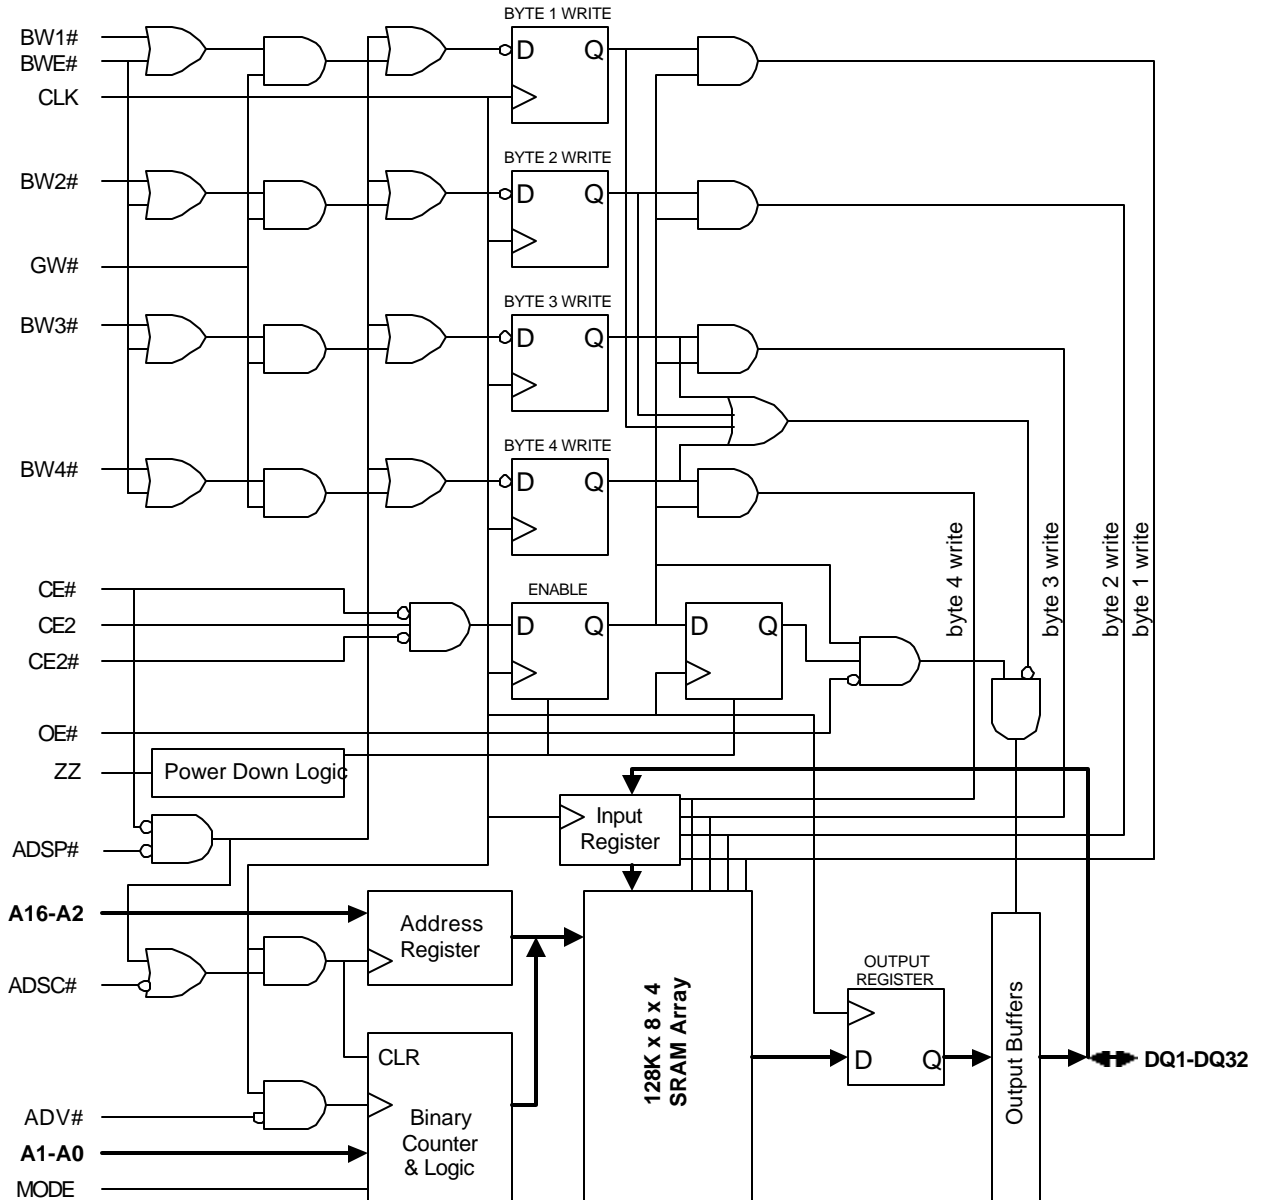 BYTE 1 WRITE
BW1#
D Q
BWE#
CLK
BYTE 2 WRITE
BW2#
D Q
GW#
BYTE 3 WRITE
BW3#
D Q
BYTE 4 WRITE
BW4#
D Q
byte 4 write
byte 3 write
byte 2 write
byte 1 write
CE#
ENABLE
CE2
D Q
D Q
CE2#
OE#
ZZ
Power Down Logic
Input
Register
ADSP#
A16-A2
Address
Register
ADSC#
OUTPUT
REGISTER
128K x 8 x 4
SRAM Array
Output Buffers
CLR
D Q
DQ1-DQ32
ADV#
Binary
Counter
& Logic
A1-A0
MODE